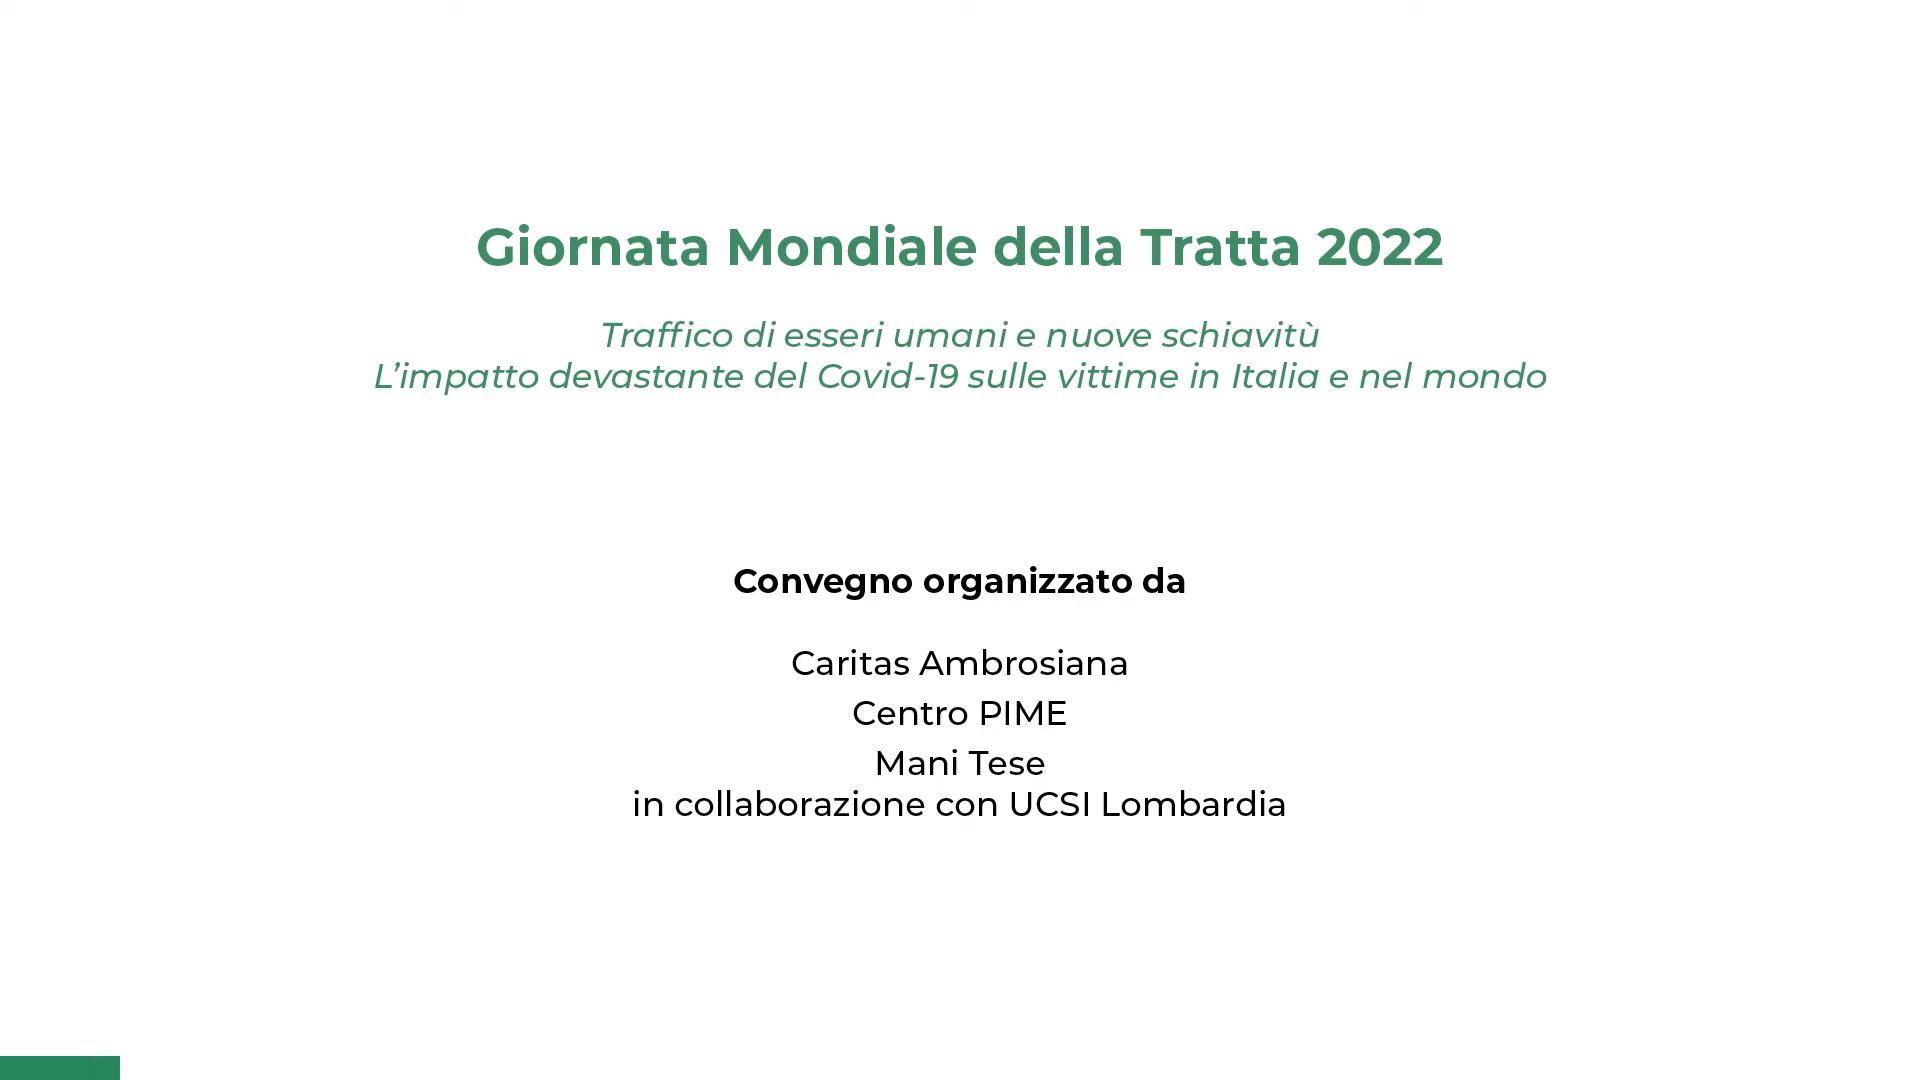 Giornata Mondiale della Tratta 2022
Traffico di esseri umani e nuove schiavitù
L’impatto devastante del Covid-19 sulle vittime in Italia e nel mondo
Convegno organizzato da
Caritas Ambrosiana
Centro PIME
Mani Tese
in collaborazione con UCSI Lombardia